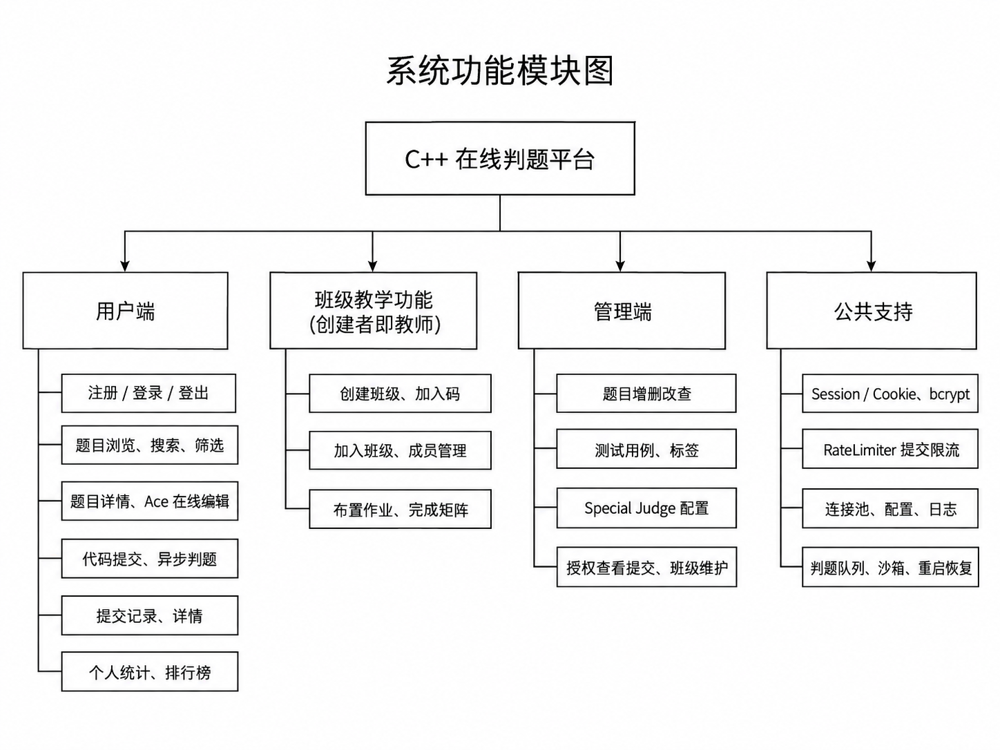 系统功能模块图
C++ 在线判题平台
用户端
班级教学功能
(创建者即教师)
管理端
公共支持
注册 / 登录 / 登出
题目浏览、搜索、筛选
题目详情、Ace 在线编辑
代码提交、异步判题
提交记录、详情
个人统计、排行榜
创建班级、加入码
加入班级、成员管理
布置作业、完成矩阵
题目增删改查
测试用例、标签
Special Judge 配置
授权查看提交、班级维护
Session / Cookie、bcrypt
RateLimiter 提交限流
连接池、配置、日志
判题队列、沙箱、重启恢复